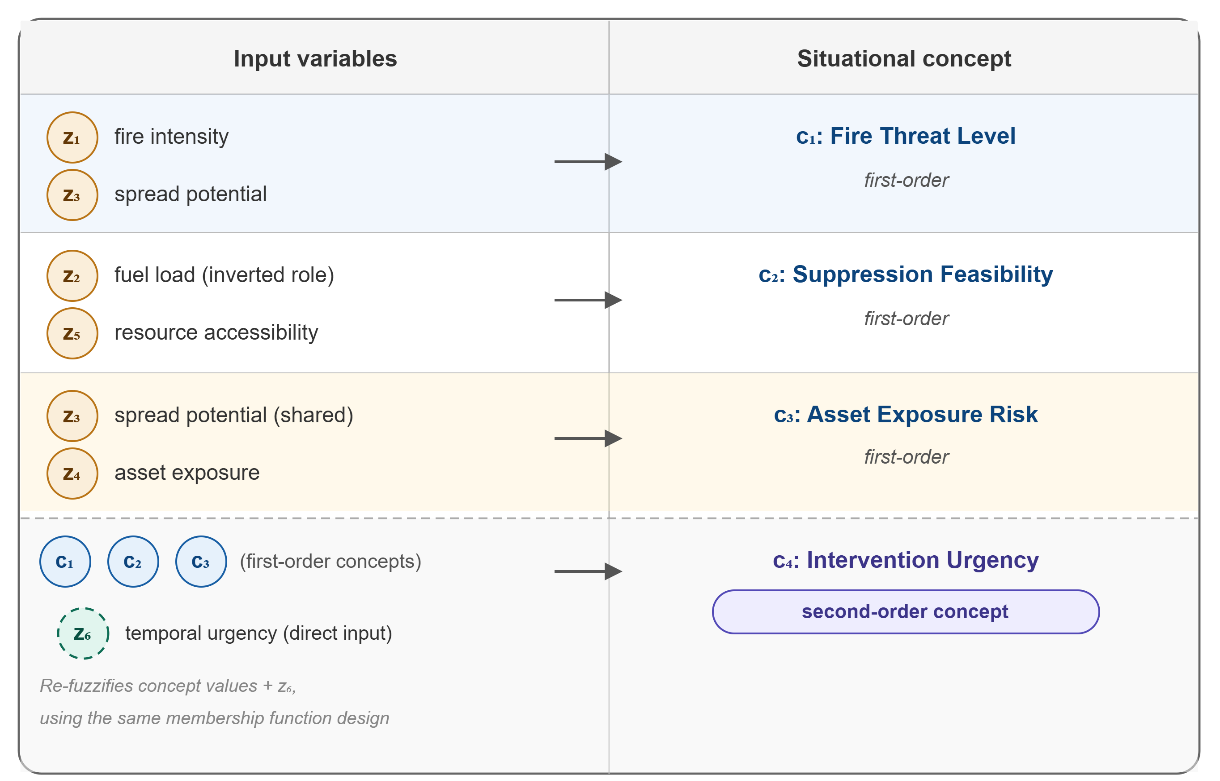 Input variables
Situational concept
z₁ fire intensity
z₃ spread potential
c₁: Fire Threat Level
first-order
z₂ fuel load (inverted role)
z₅ resource accessibility
c₂: Suppression Feasibility
first-order
z₃ spread potential (shared)
z₄ asset exposure
c₃: Asset Exposure Risk
first-order
c₁ c₂ c₃ (first-order concepts)
z₆ temporal urgency (direct input)
Re-fuzzifies concept values + z₆,
using the same membership function design
c₄: Intervention Urgency
second-order concept